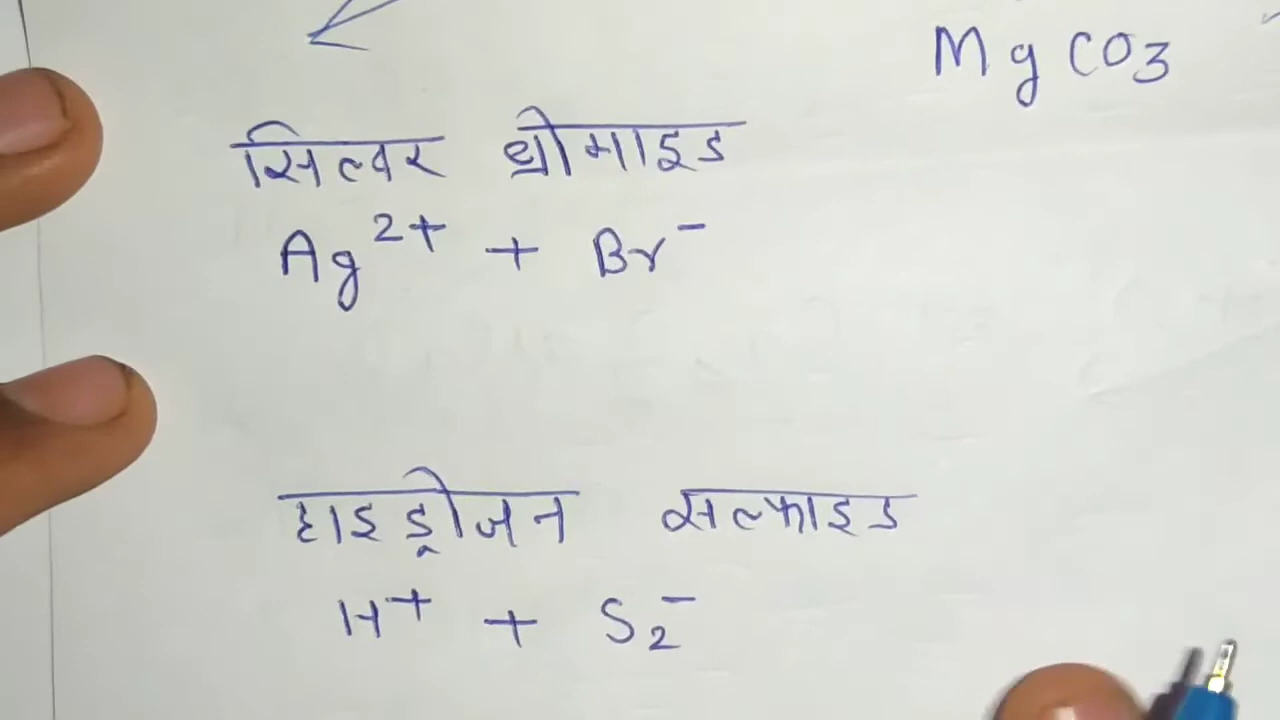 MgCO3
सिल्वर ब्रोमाइड
Ag²⁺ + Br⁻
हाइड्रोजन सल्फाइड
H⁺ + S₂⁻